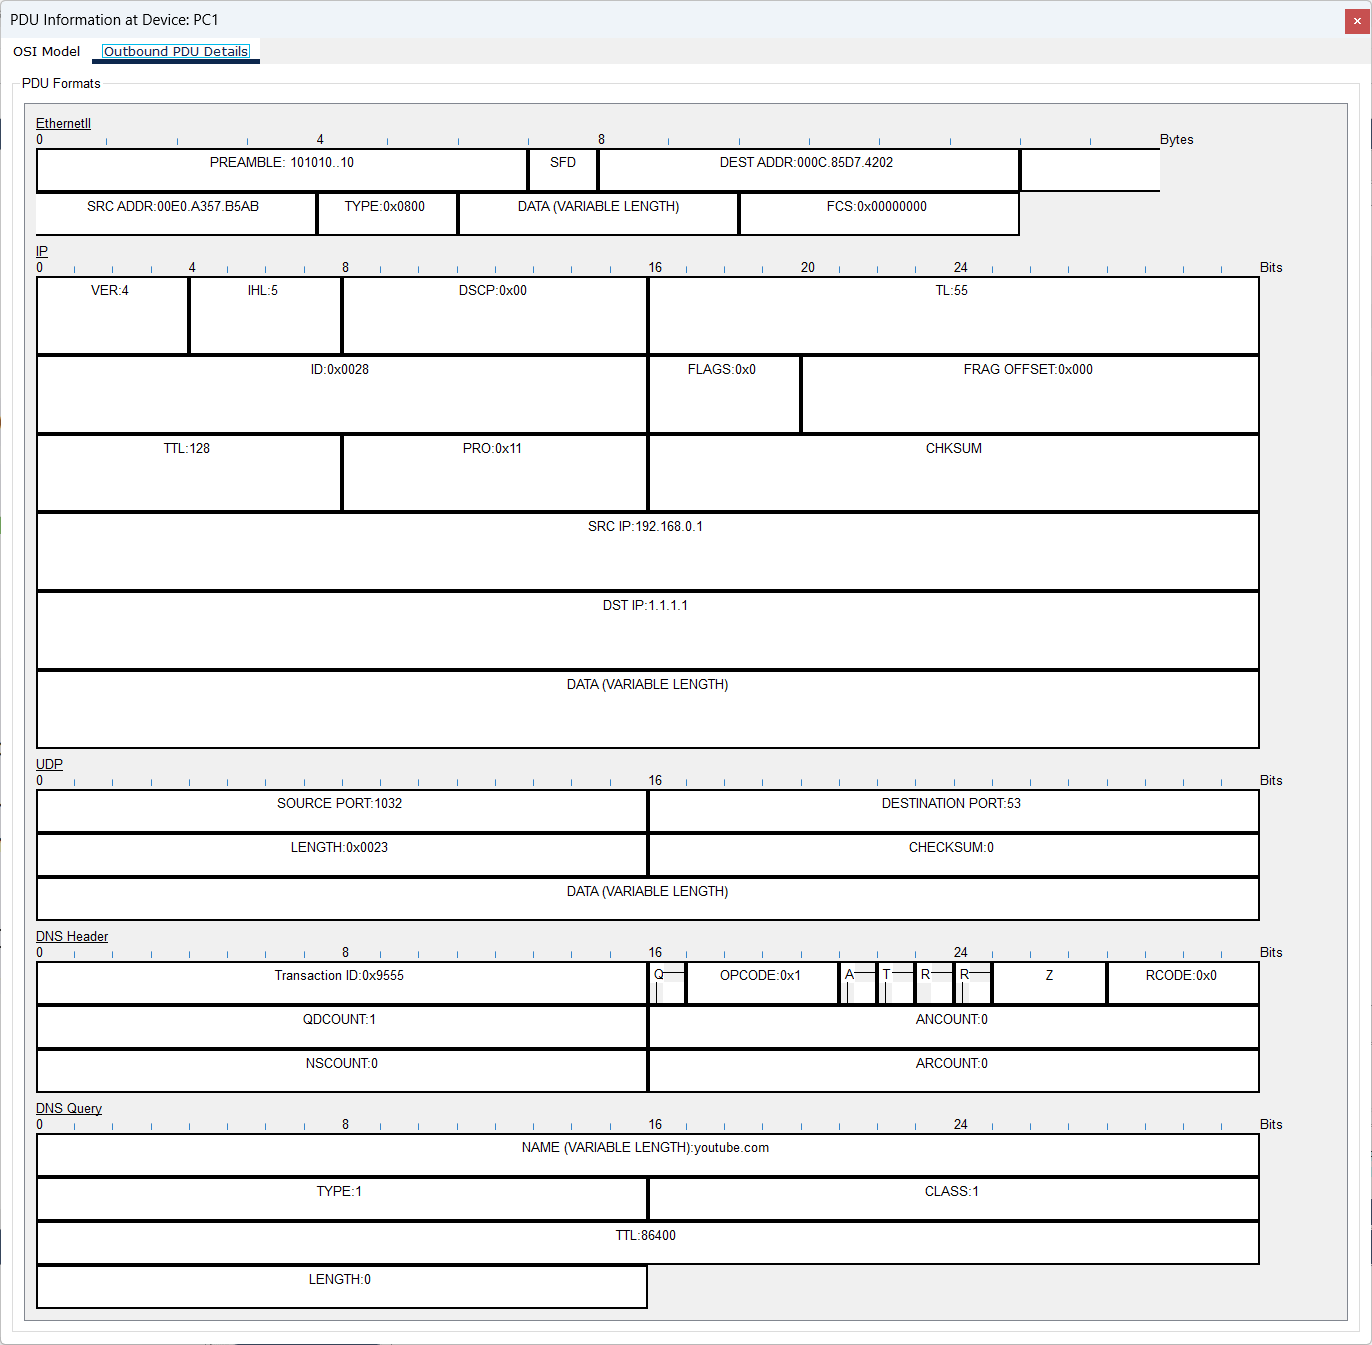 PDU Information at Device: PC1
×
OSI Model Outbound PDU Details
PDU Formats
EthernetII
0 4 8 Bytes
PREAMBLE: 101010..10 SFD DEST ADDR:000C.85D7.4202
SRC ADDR:00E0.A357.B5AB TYPE:0x0800 DATA (VARIABLE LENGTH) FCS:0x00000000
IP
0 4 8 16 20 24 Bits
VER:4 IHL:5 DSCP:0x00 TL:55
ID:0x0028 FLAGS:0x0 FRAG OFFSET:0x000
TTL:128 PRO:0x11 CHKSUM
SRC IP:192.168.0.1
DST IP:1.1.1.1
DATA (VARIABLE LENGTH)
UDP
0 16 Bits
SOURCE PORT:1032 DESTINATION PORT:53
LENGTH:0x0023 CHECKSUM:0
DATA (VARIABLE LENGTH)
DNS Header
0 8 16 24 Bits
Transaction ID:0x9555 Q OPCODE:0x1 A T R R Z RCODE:0x0
QDCOUNT:1 ANCOUNT:0
NSCOUNT:0 ARCOUNT:0
DNS Query
0 8 16 24 Bits
NAME (VARIABLE LENGTH):youtube.com
TYPE:1 CLASS:1
TTL:86400
LENGTH:0